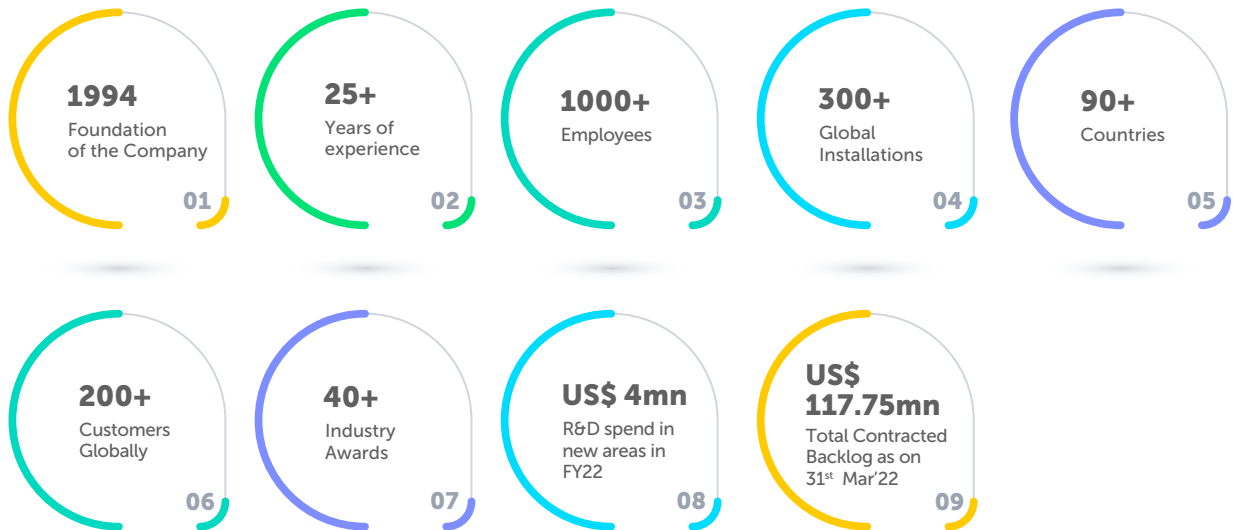 1994
Foundation
of the Company
01
25+
Years of
experience
02
1000+
Employees
03
300+
Global
Installations
04
90+
Countries
05
200+
Customers
Globally
06
40+
Industry
Awards
07
US$ 4mn
R&D spend in
new areas in
FY22
08
US$
117.75mn
Total Contracted
Backlog as on
31st Mar'22
09